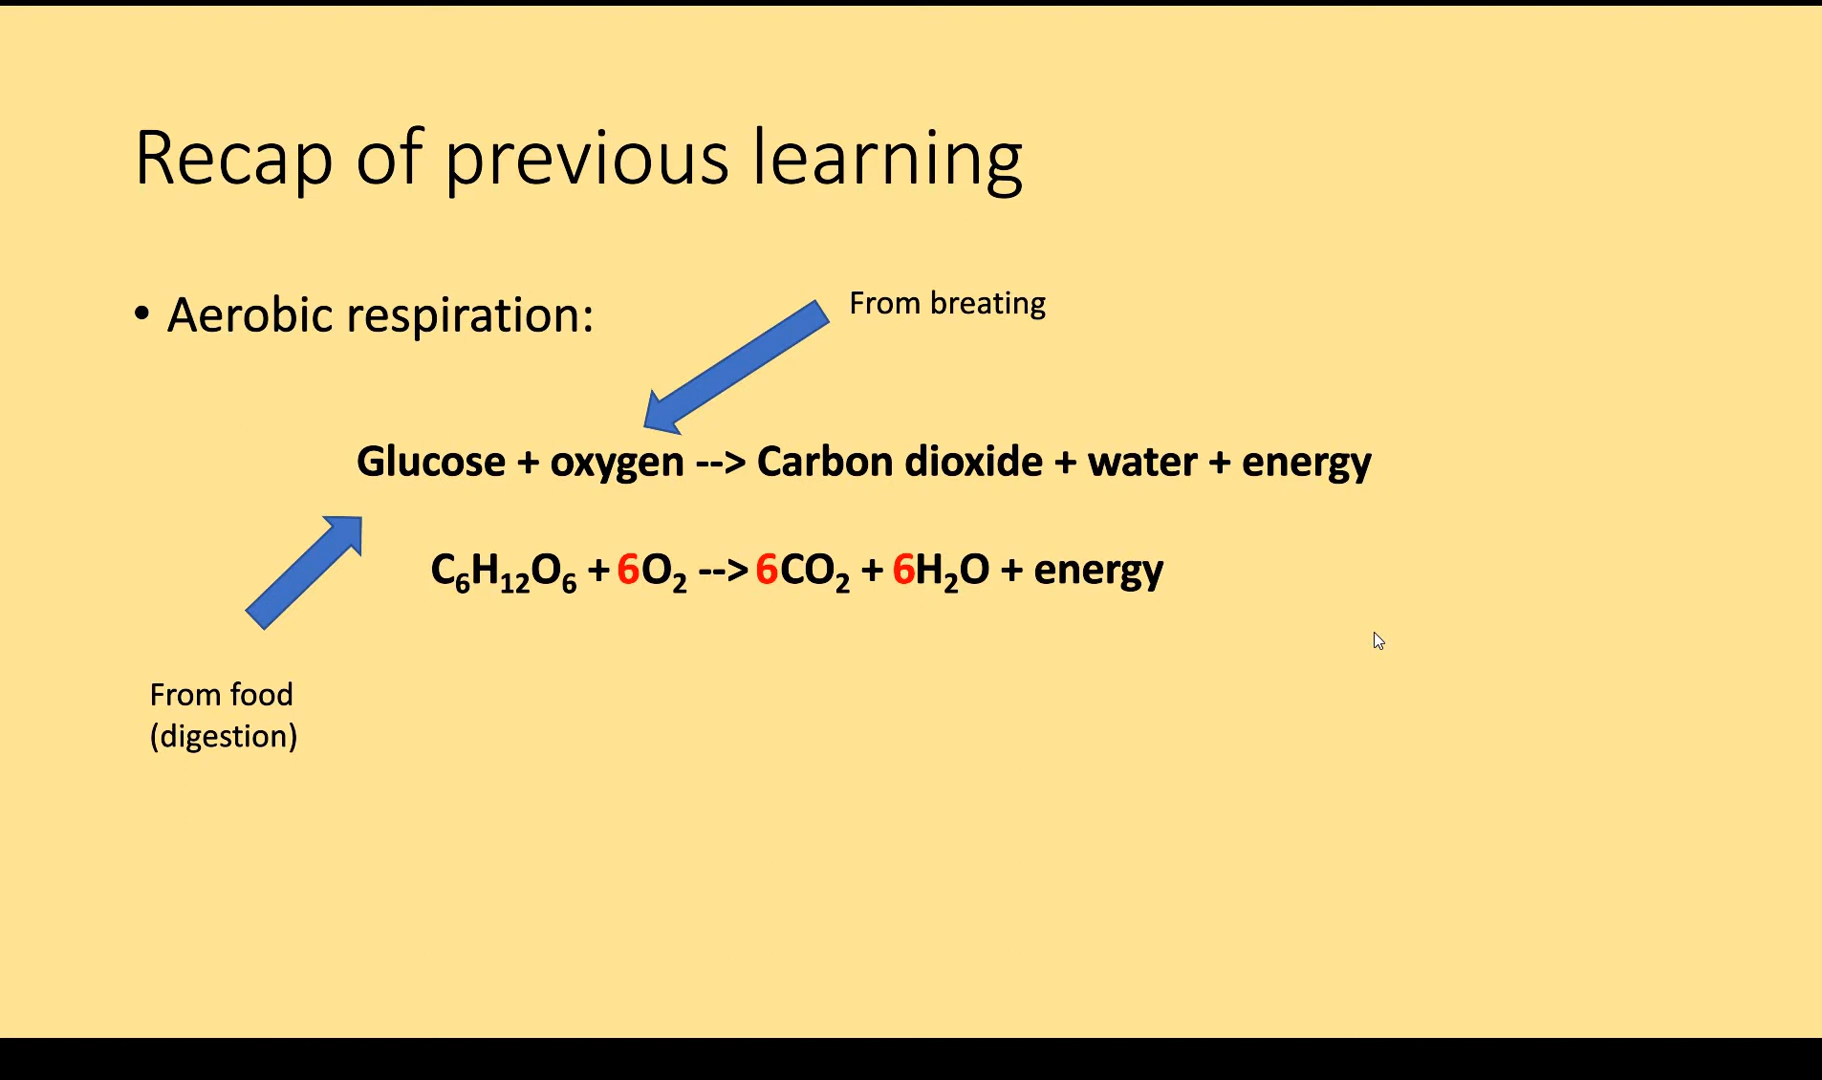 Recap of previous learning
• Aerobic respiration:
From breating
Glucose + oxygen --> Carbon dioxide + water + energy
C₆H₁₂O₆ + 6O₂ --> 6CO₂ + 6H₂O + energy
From food
(digestion)